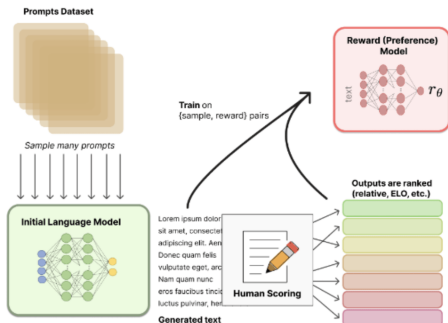 Prompts Dataset
Reward (Preference)
Model
text
rθ
Train on
{sample, reward} pairs
Sample many prompts
Outputs are ranked
(relative, ELO, etc.)
Initial Language Model
Lorem ipsum dolor
sit amet, consectet
adipiscing elit. Aen
Donec quam felis
vulputate eget, arc
Nam quam nunc
eros faucibus tincid
luctus pulvinar, her
Human Scoring
Generated text